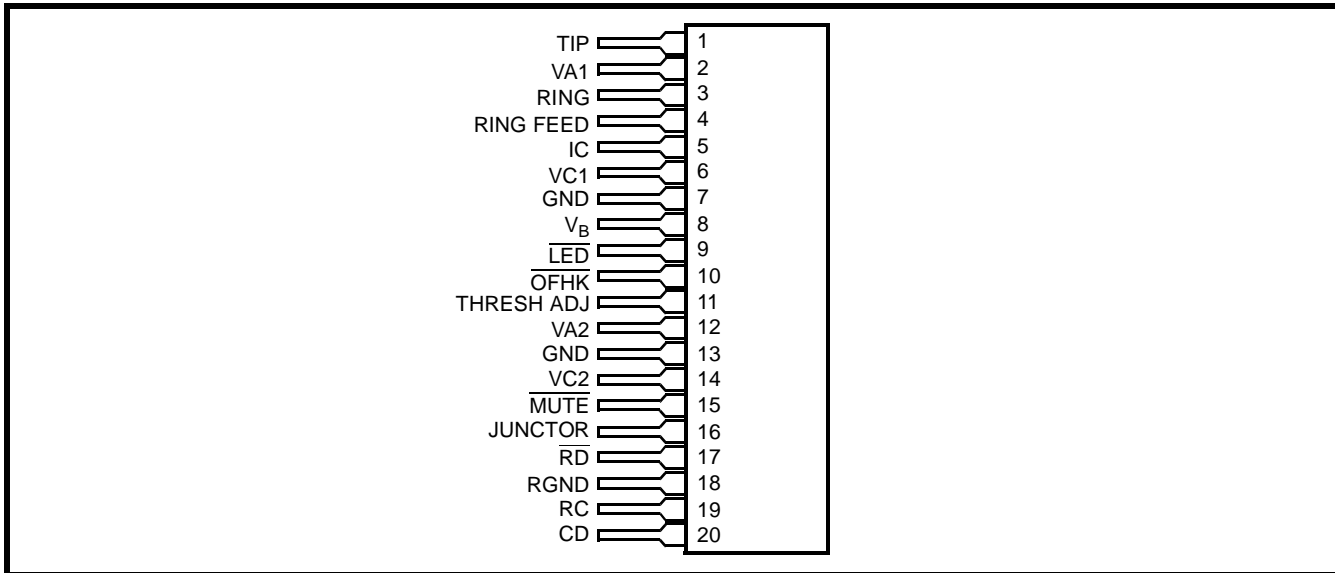 TIP 1
VA1 2
RING 3
RING FEED 4
IC 5
VC1 6
GND 7
VB 8
LED 9
OFHK 10
THRESH ADJ 11
VA2 12
GND 13
VC2 14
MUTE 15
JUNCTOR 16
RD 17
RGND 18
RC 19
CD 20